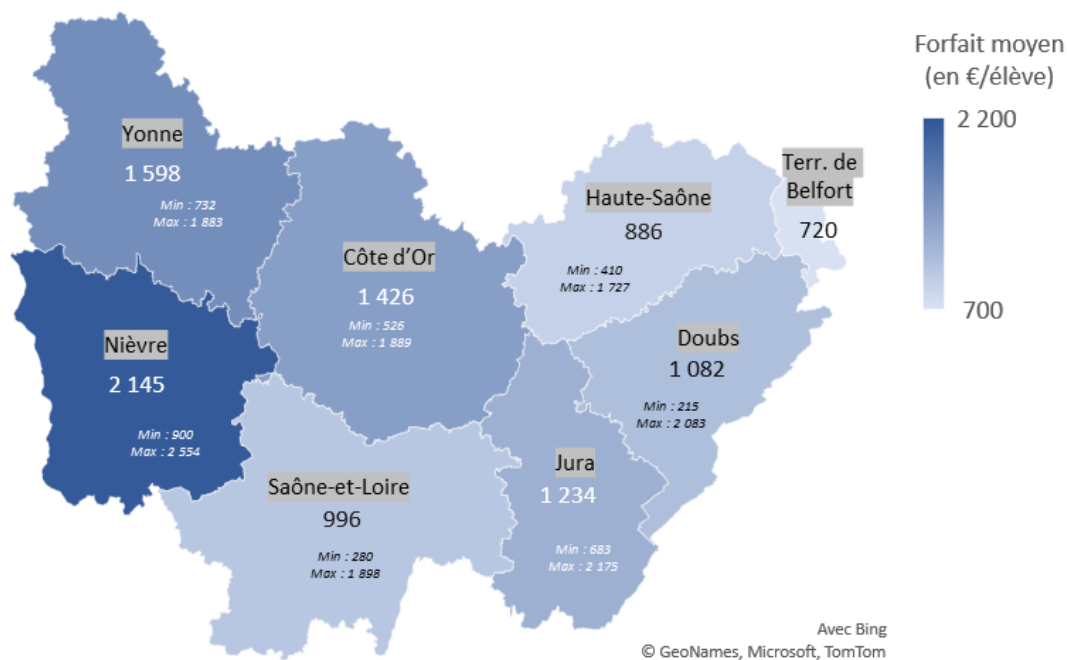 Forfait moyen
(en €/élève)
2 200
700
Yonne
1 598
Min : 732
Max : 1 883
Côte d'Or
1 426
Min : 526
Max : 1 889
Haute-Saône
886
Min : 410
Max : 1 727
Terr. de
Belfort
720
Nièvre
2 145
Min : 900
Max : 2 554
Doubs
1 082
Min : 215
Max : 2 083
Saône-et-Loire
996
Min : 280
Max : 1 898
Jura
1 234
Min : 683
Max : 2 175
Avec Bing
© GeoNames, Microsoft, TomTom